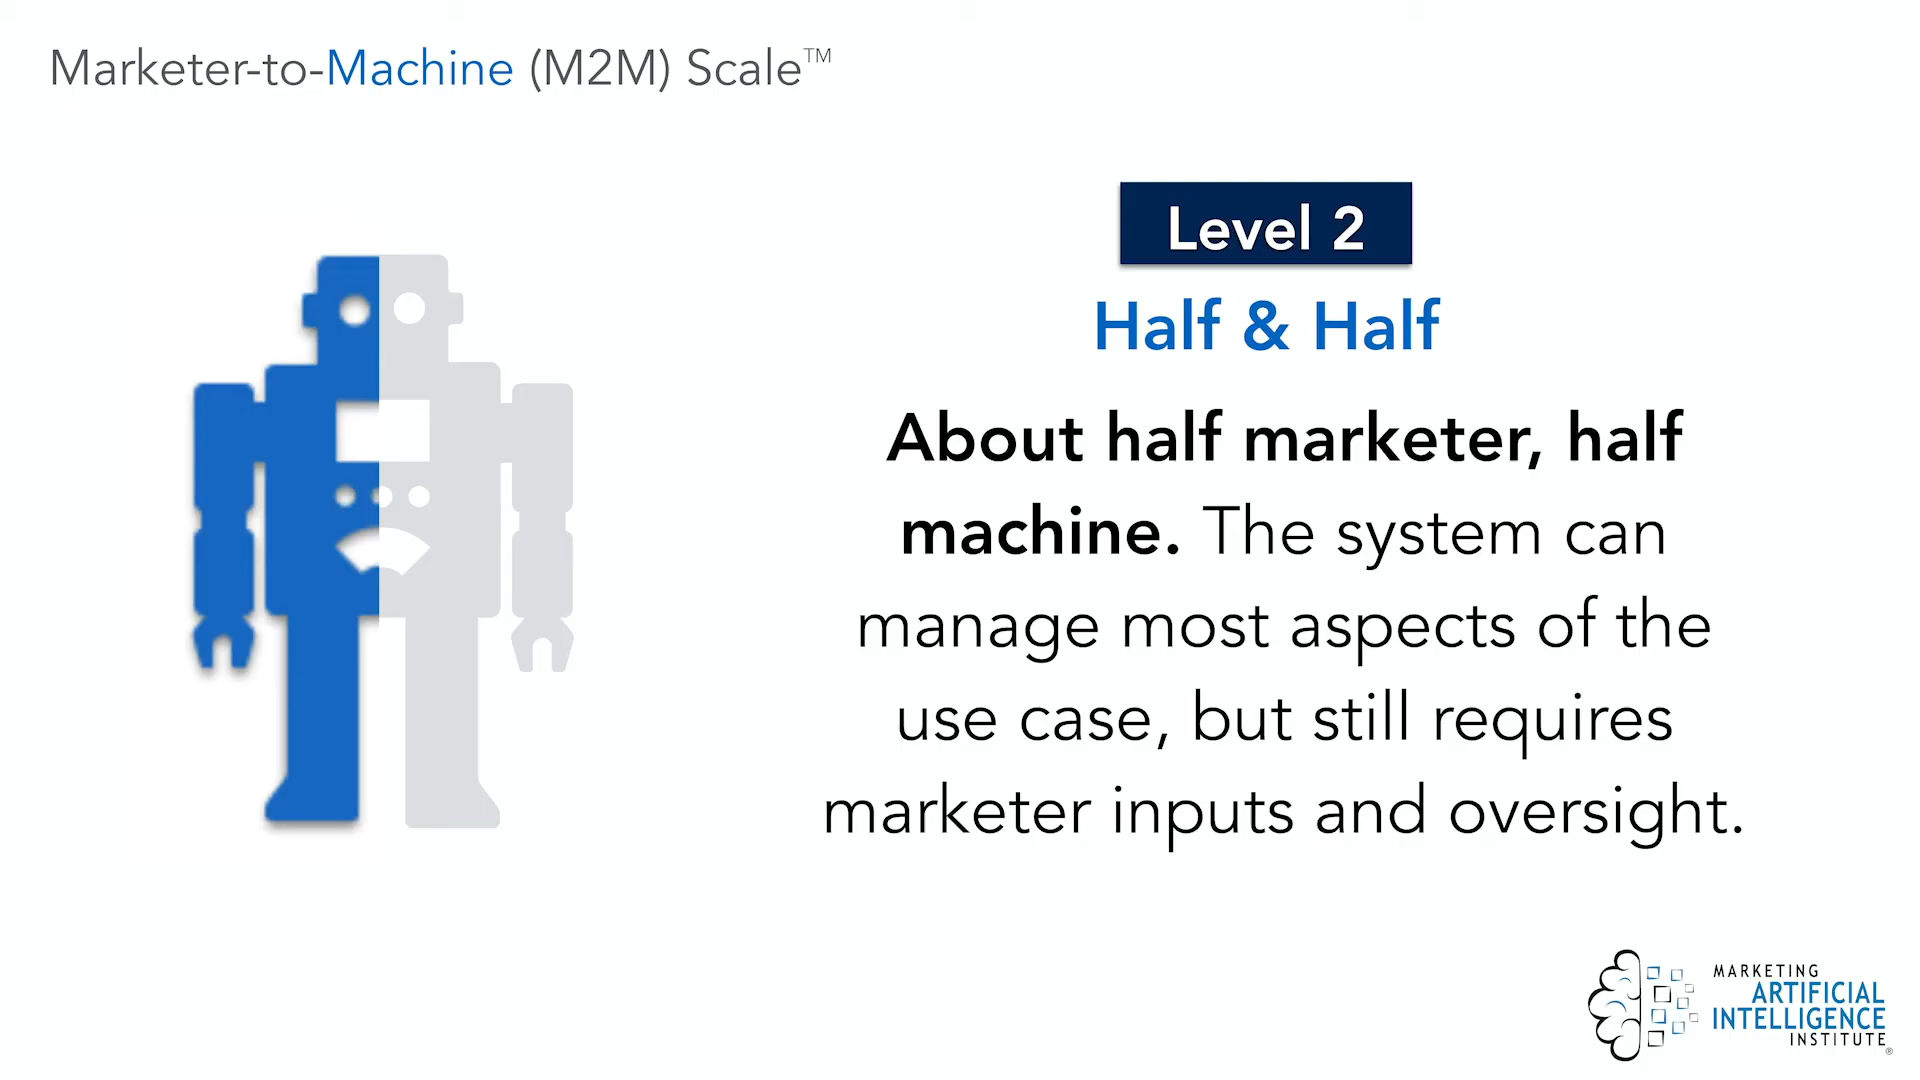 Marketer-to-Machine (M2M) Scale™
Level 2
Half & Half
About half marketer, half
machine. The system can
manage most aspects of the
use case, but still requires
marketer inputs and oversight.
MARKETING
ARTIFICIAL
INTELLIGENCE
INSTITUTE®